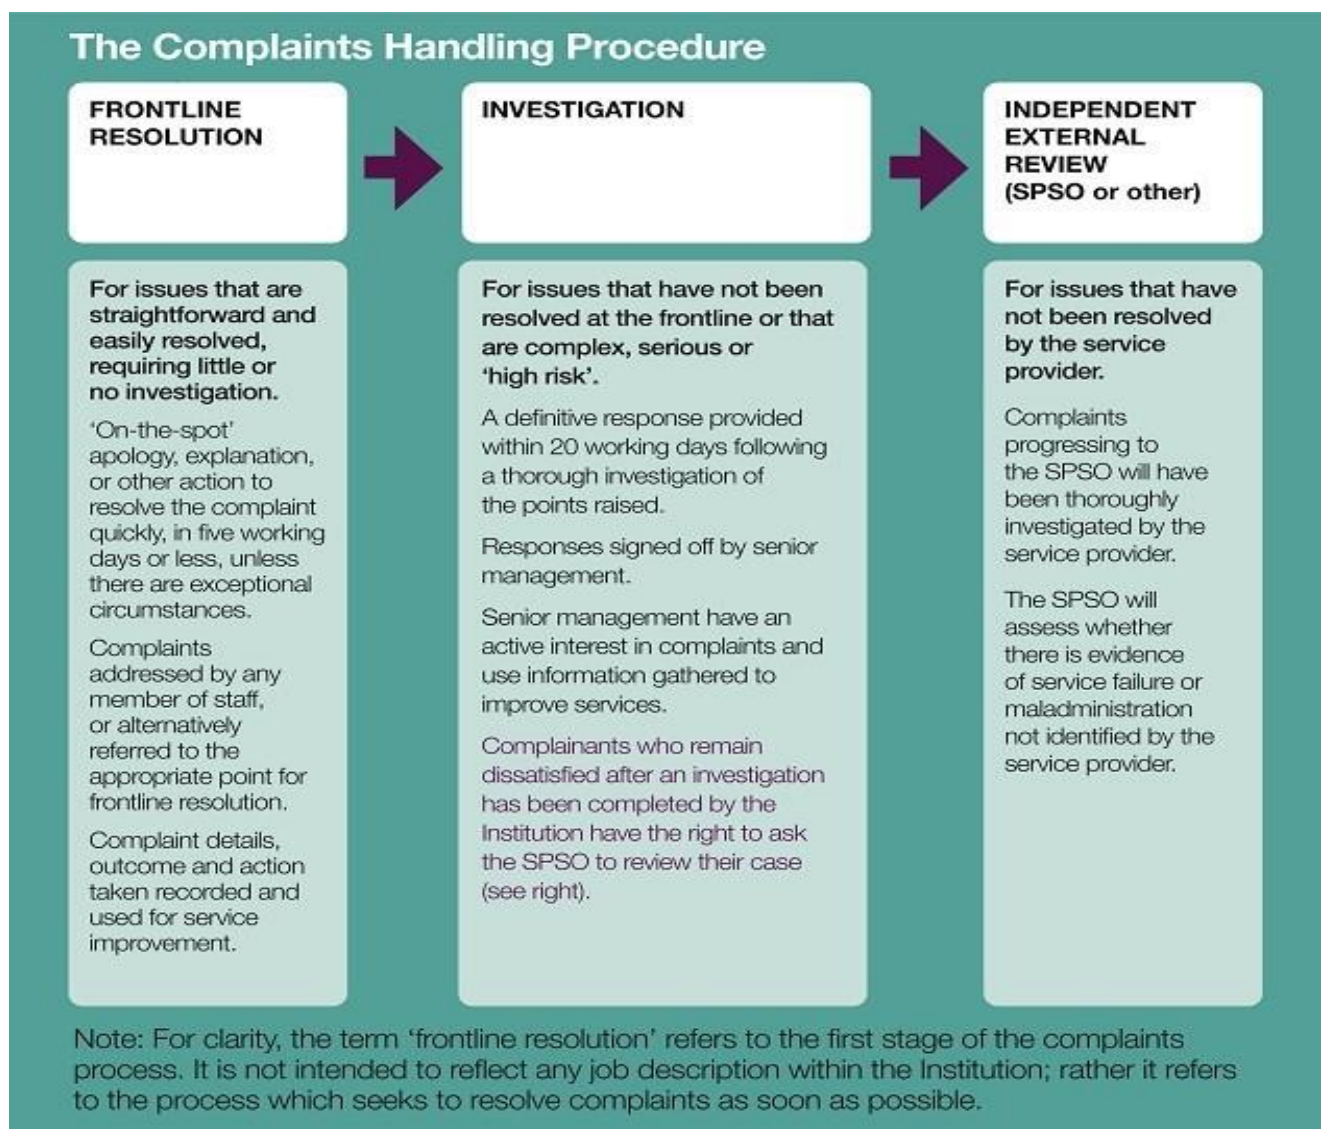 The Complaints Handling Procedure
FRONTLINE
RESOLUTION
INVESTIGATION
INDEPENDENT
EXTERNAL
REVIEW
(SPSO or other)
For issues that are
straightforward and
easily resolved,
requiring little or
no investigation.
‘On-the-spot’
apology, explanation,
or other action to
resolve the complaint
quickly, in five working
days or less, unless
there are exceptional
circumstances.
Complaints
addressed by any
member of staff,
or alternatively
referred to the
appropriate point for
frontline resolution.
Complaint details,
outcome and action
taken recorded and
used for service
improvement.
For issues that have not been
resolved at the frontline or that
are complex, serious or
‘high risk’.
A definitive response provided
within 20 working days following
a thorough investigation of
the points raised.
Responses signed off by senior
management.
Senior management have an
active interest in complaints and
use information gathered to
improve services.
Complainants who remain
dissatisfied after an investigation
has been completed by the
Institution have the right to ask
the SPSO to review their case
(see right).
For issues that have
not been resolved
by the service
provider.
Complaints
progressing to
the SPSO will have
been thoroughly
investigated by the
service provider.
The SPSO will
assess whether
there is evidence
of service failure or
maladministration
not identified by the
service provider.
Note: For clarity, the term ‘frontline resolution’ refers to the first stage of the complaints
process. It is not intended to reflect any job description within the Institution; rather it refers
to the process which seeks to resolve complaints as soon as possible.